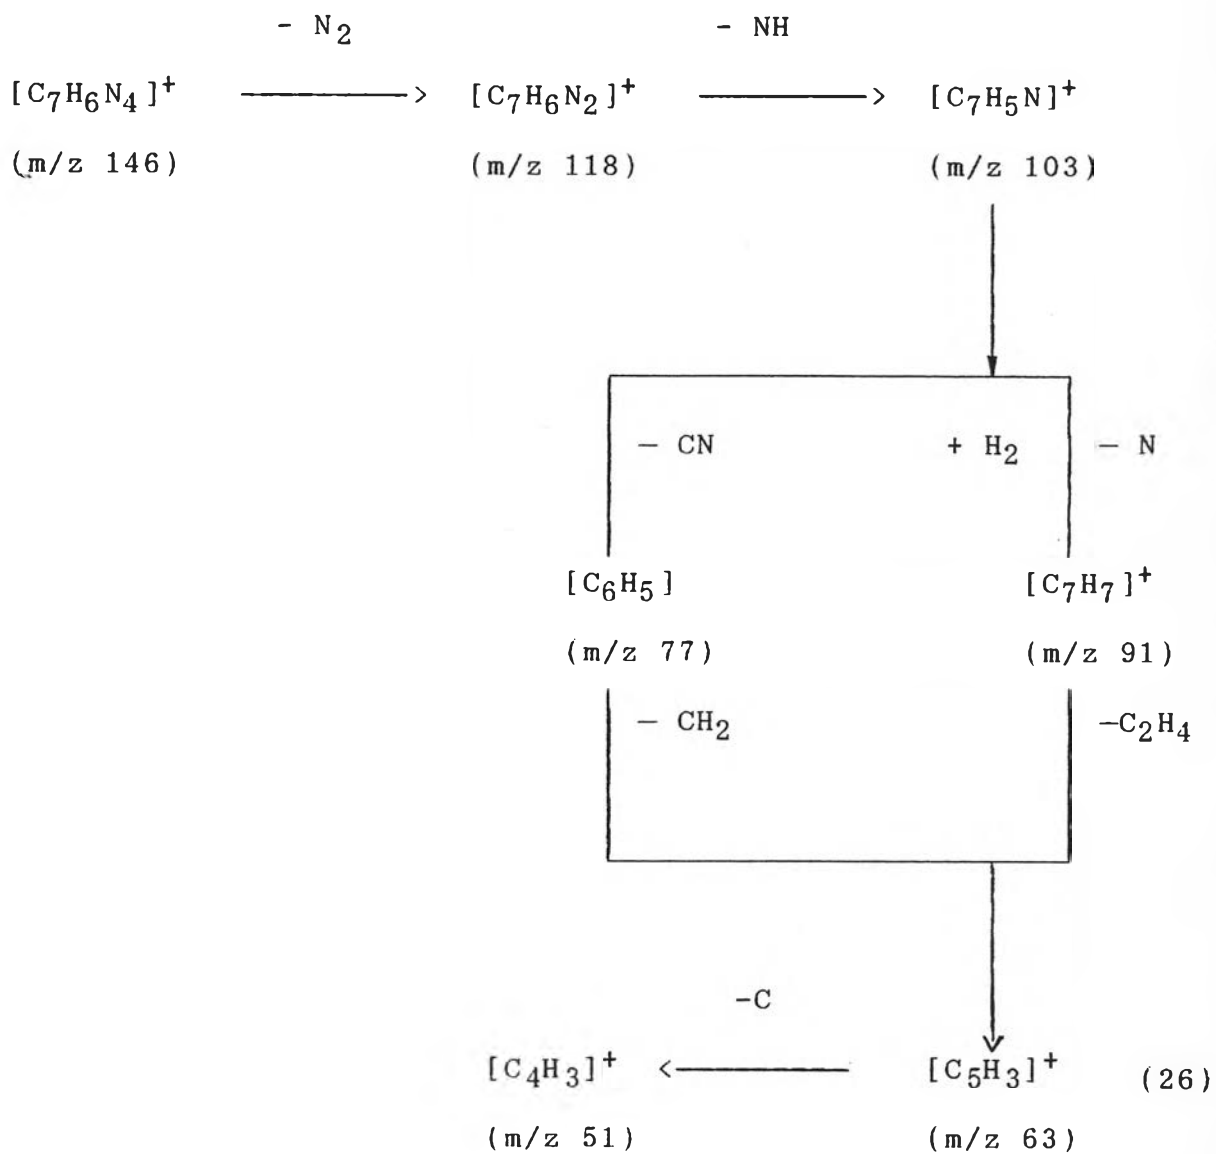 - N2 - NH
[C7H6N4]+ ———> [C7H6N2]+ ———> [C7H5N]+
(m/z 146) (m/z 118) (m/z 103)
— CN + H2 — N
[C6H5] [C7H7]+
(m/z 77) (m/z 91)
— CH2 —C2H4
-C
[C4H3]+ <——— [C5H3]+ (26)
(m/z 51) (m/z 63)